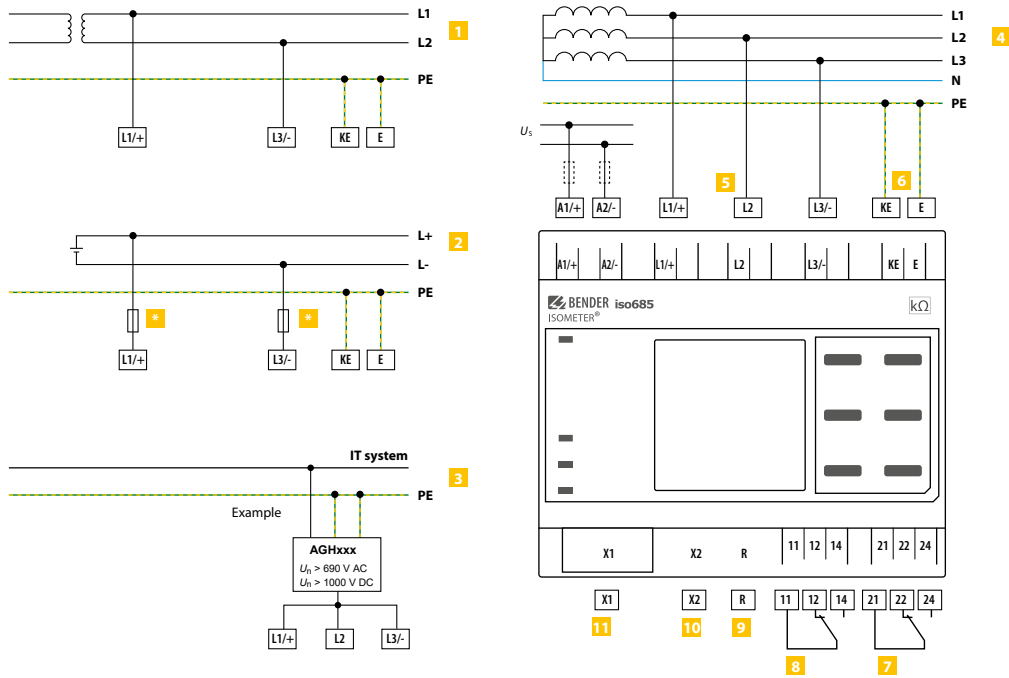 L1
1
L2
PE
L1/+
L3/-
KE
E
L+
2
L-
PE
*
*
L1/+
L3/-
KE
E
IT system
3
PE
Example
AGHxxx
Un > 690 V AC
Un > 1000 V DC
L1/+
L2
L3/-
L1
L2
4
L3
N
PE
Us
5
6
A1/+
A2/-
L1/+
L2
L3/-
KE
E
A1/+
A2/-
L1/+
L2
L3/-
KE
E
BENDER iso685
ISOMETER®
kΩ
X1
X2
R
11
12
14
21
22
24
X1
X2
R
11
12
14
21
22
24
11
10
9
8
7